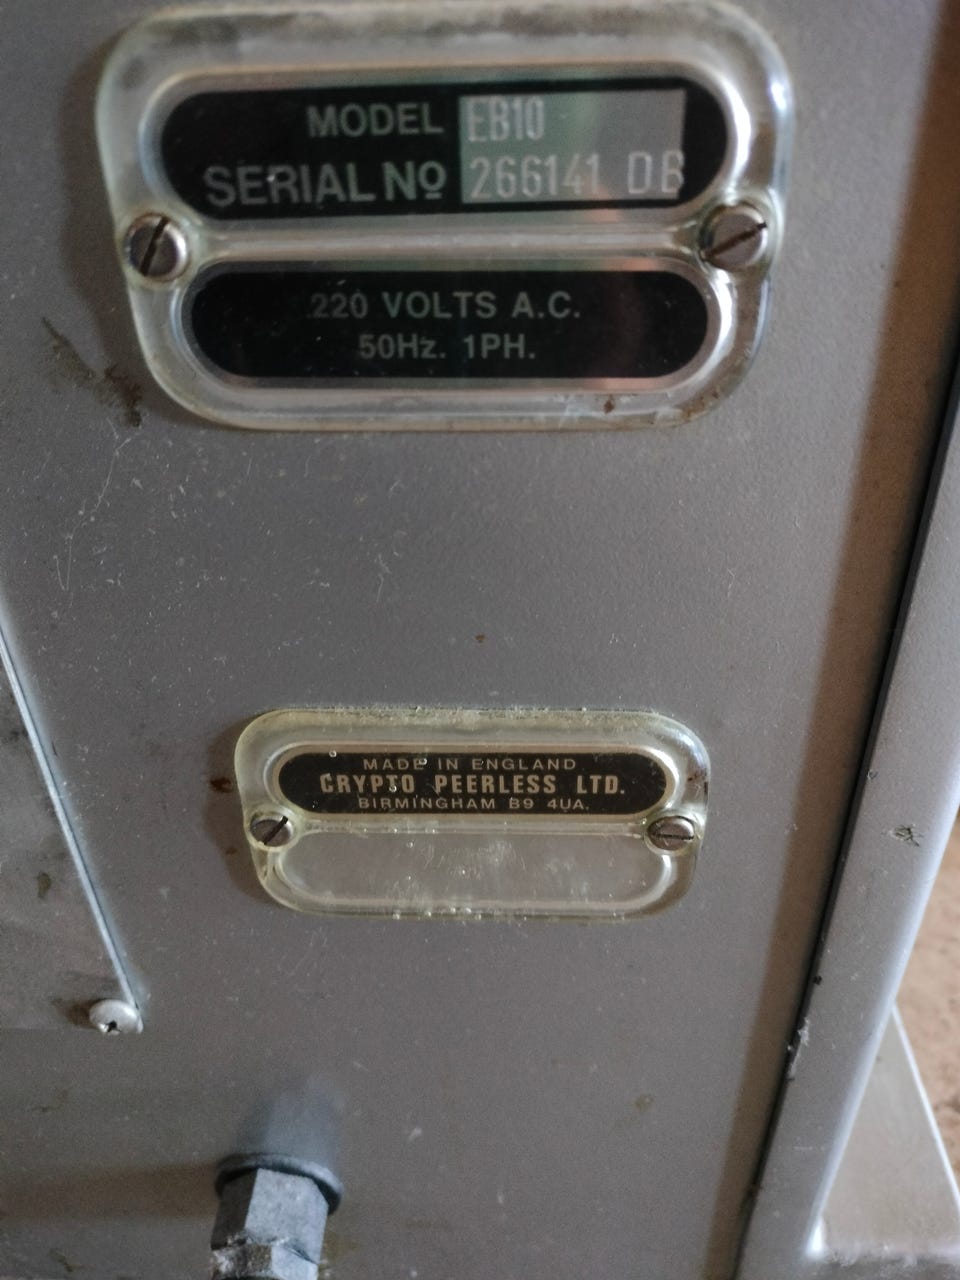 MODEL EB10
SERIAL Nº 266141 DB
220 VOLTS A.C.
50Hz. 1PH.
MADE IN ENGLAND
CRYPTO PEERLESS LTD.
BIRMINGHAM B9 4UA.